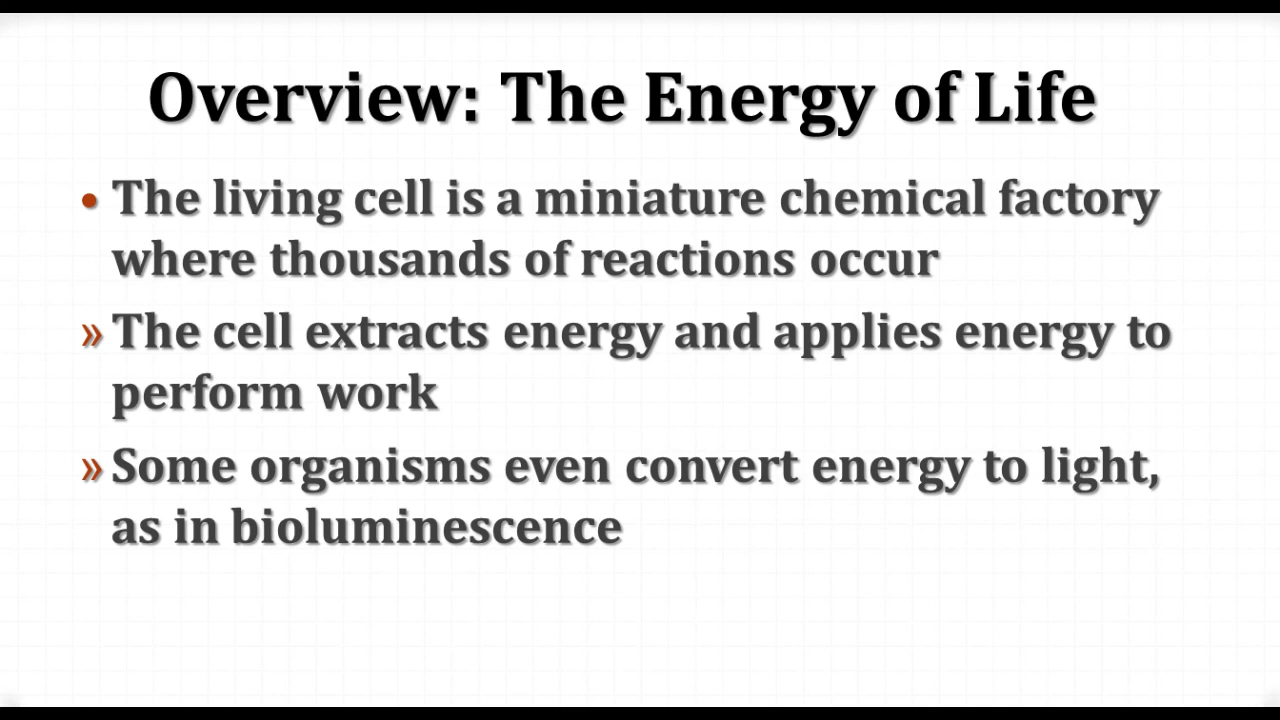 Overview: The Energy of Life
• The living cell is a miniature chemical factory
where thousands of reactions occur
» The cell extracts energy and applies energy to
perform work
» Some organisms even convert energy to light,
as in bioluminescence